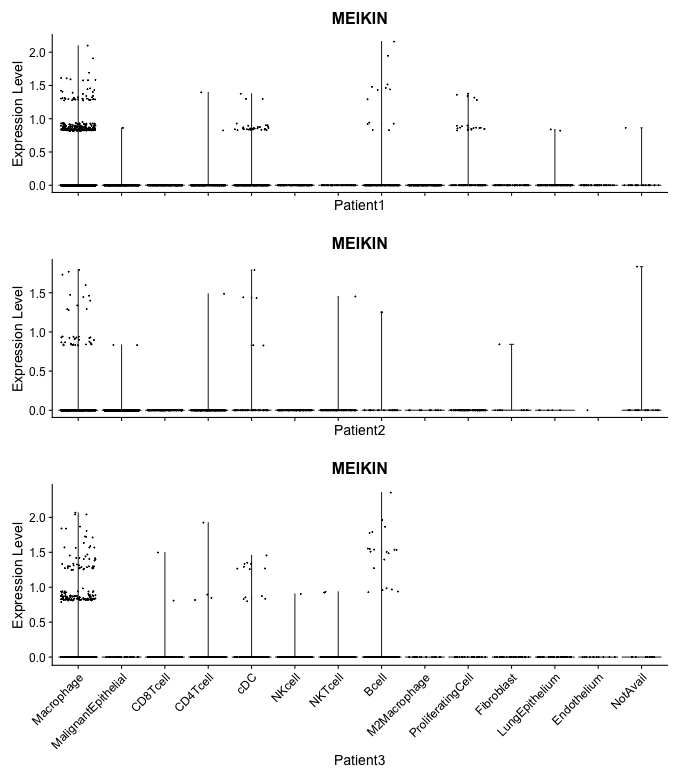 MEIKIN
Expression Level
2.0
1.5
1.0
0.5
0.0
Patient1
MEIKIN
Expression Level
1.5
1.0
0.5
0.0
Patient2
MEIKIN
Expression Level
2.0
1.5
1.0
0.5
0.0
Macrophage
MalignantEpithelial
CD8Tcell
CD4Tcell
cDC
NKcell
NKTcell
Bcell
M2Macrophage
ProliferatingCell
Fibroblast
LungEpithelium
Endothelium
NotAvail
Patient3